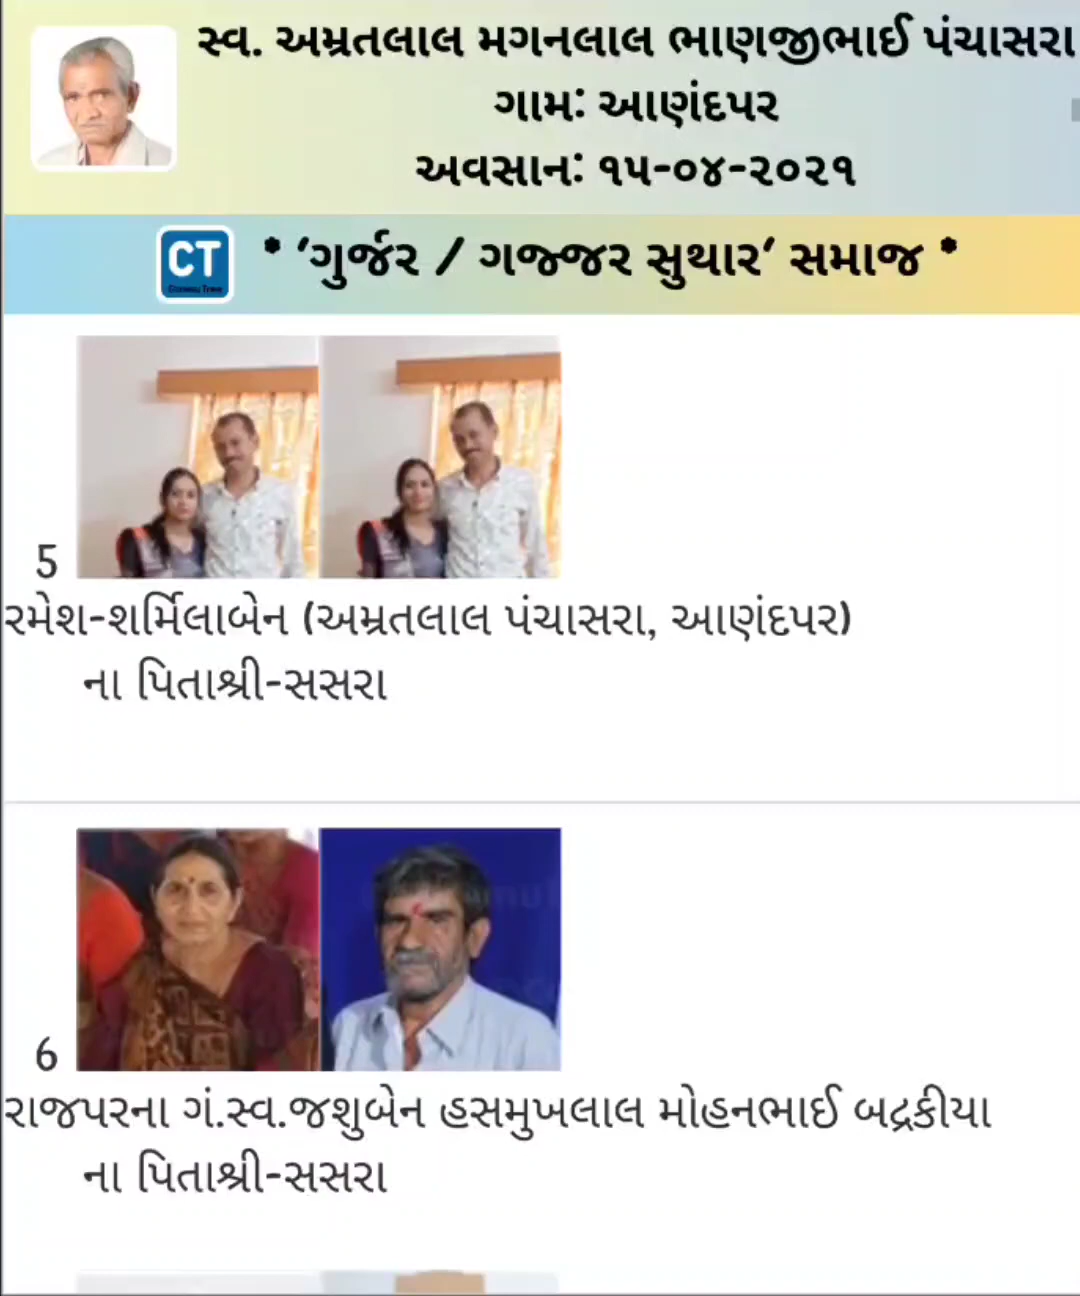 સ્વ. અમ્રતલાલ મગનલાલ ભાણજીભાઈ પંચાસરા
ગામ: આણંદપર
અવસાન: ૧૫-૦૪-૨૦૨૧
CT
* ‘ગુર્જર / ગજ્જર સુથાર’ સમાજ *
5
રમેશ-શર્મિલાબેન (અમ્રતલાલ પંચાસરા, આણંદપર)
ના પિતાશ્રી-સસરા
6
રાજપરના ગં.સ્વ.જશુબેન હસમુખલાલ મોહનભાઈ બદ્રકીયા
ના પિતાશ્રી-સસરા